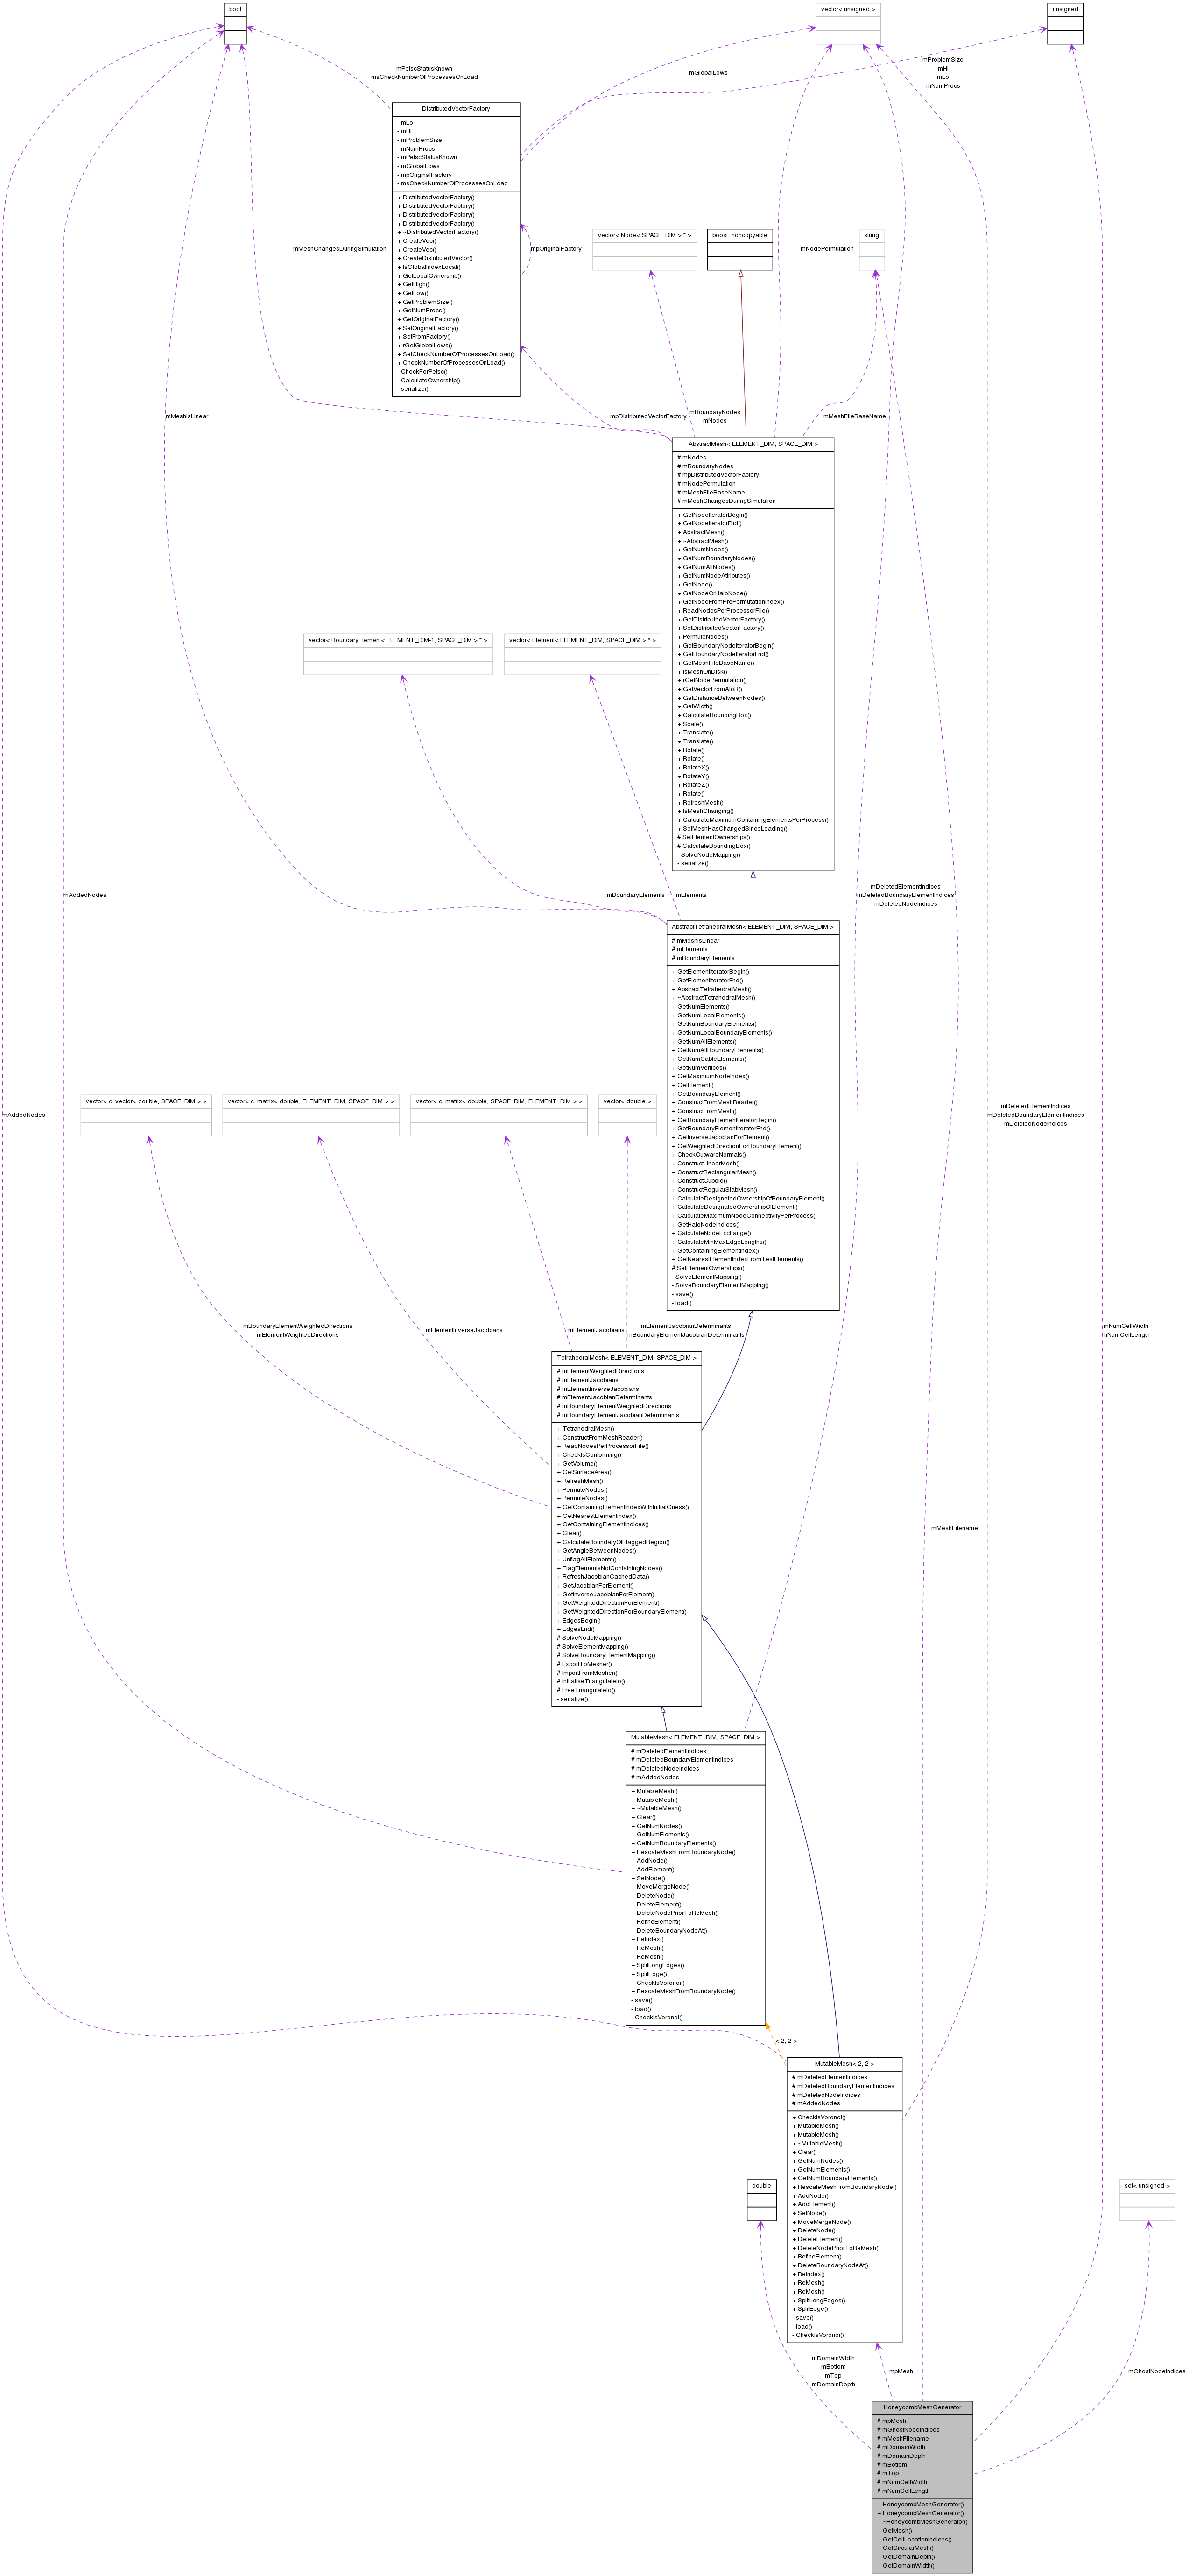 bool
vector< unsigned >
unsigned
mPetscStatusKnown
msCheckNumberOfProcessesOnLoad
mGlobalLows
mProblemSize
mHi
mLo
mNumProcs
DistributedVectorFactory
- mLo
- mHi
- mProblemSize
- mNumProcs
- mPetscStatusKnown
- mGlobalLows
- mpOriginalFactory
- msCheckNumberOfProcessesOnLoad
+ DistributedVectorFactory()
+ DistributedVectorFactory()
+ DistributedVectorFactory()
+ DistributedVectorFactory()
+ ~DistributedVectorFactory()
+ CreateVec()
+ CreateVec()
+ CreateDistributedVector()
+ IsGlobalIndexLocal()
+ GetLocalOwnership()
+ GetHigh()
+ GetLow()
+ GetProblemSize()
+ GetNumProcs()
+ GetOriginalFactory()
+ SetOriginalFactory()
+ SetFromFactory()
+ rGetGlobalLows()
+ SetCheckNumberOfProcessesOnLoad()
+ CheckNumberOfProcessesOnLoad()
- CheckForPetsc()
- CalculateOwnership()
- serialize()
mMeshChangesDuringSimulation
mpOriginalFactory
vector< Node< SPACE_DIM > * >
boost::noncopyable
mNodePermutation
string
mMeshIsLinear
mpDistributedVectorFactory
mBoundaryNodes
mNodes
mMeshFileBaseName
AbstractMesh< ELEMENT_DIM, SPACE_DIM >
# mNodes
# mBoundaryNodes
# mpDistributedVectorFactory
# mNodePermutation
# mMeshFileBaseName
# mMeshChangesDuringSimulation
+ GetNodeIteratorBegin()
+ GetNodeIteratorEnd()
+ AbstractMesh()
+ ~AbstractMesh()
+ GetNumNodes()
+ GetNumBoundaryNodes()
+ GetNumAllNodes()
+ GetNumNodeAttributes()
+ GetNode()
+ GetNodeOrHaloNode()
+ GetNodeFromPrePermutationIndex()
+ ReadNodesPerProcessorFile()
+ GetDistributedVectorFactory()
+ SetDistributedVectorFactory()
+ PermuteNodes()
+ GetBoundaryNodeIteratorBegin()
+ GetBoundaryNodeIteratorEnd()
+ GetMeshFileBaseName()
+ IsMeshOnDisk()
+ rGetNodePermutation()
+ GetVectorFromAtoB()
+ GetDistanceBetweenNodes()
+ GetWidth()
+ CalculateBoundingBox()
+ Scale()
+ Translate()
+ Translate()
+ Rotate()
+ Rotate()
+ RotateX()
+ RotateY()
+ RotateZ()
+ Rotate()
+ RefreshMesh()
+ IsMeshChanging()
+ CalculateMaximumContainingElementsPerProcess()
+ SetMeshHasChangedSinceLoading()
# SetElementOwnerships()
# CalculateBoundingBox()
- SolveNodeMapping()
- serialize()
vector< BoundaryElement< ELEMENT_DIM-1, SPACE_DIM > * >
vector< Element< ELEMENT_DIM, SPACE_DIM > * >
mAddedNodes
mBoundaryElements
mElements
mDeletedElementIndices
mDeletedBoundaryElementIndices
mDeletedNodeIndices
AbstractTetrahedralMesh< ELEMENT_DIM, SPACE_DIM >
# mMeshIsLinear
# mElements
# mBoundaryElements
+ GetElementIteratorBegin()
+ GetElementIteratorEnd()
+ AbstractTetrahedralMesh()
+ ~AbstractTetrahedralMesh()
+ GetNumElements()
+ GetNumLocalElements()
+ GetNumBoundaryElements()
+ GetNumLocalBoundaryElements()
+ GetNumAllElements()
+ GetNumAllBoundaryElements()
+ GetNumCableElements()
+ GetNumVertices()
+ GetMaximumNodeIndex()
+ GetElement()
+ GetBoundaryElement()
+ ConstructFromMeshReader()
+ ConstructFromMesh()
+ GetBoundaryElementIteratorBegin()
+ GetBoundaryElementIteratorEnd()
+ GetInverseJacobianForElement()
+ GetWeightedDirectionForBoundaryElement()
+ CheckOutwardNormals()
+ ConstructLinearMesh()
+ ConstructRectangularMesh()
+ ConstructCuboid()
+ ConstructRegularSlabMesh()
+ CalculateDesignatedOwnershipOfBoundaryElement()
+ CalculateDesignatedOwnershipOfElement()
+ CalculateMaximumNodeConnectivityPerProcess()
+ GetHaloNodeIndices()
+ CalculateNodeExchange()
+ CalculateMinMaxEdgeLengths()
+ GetContainingElementIndex()
+ GetNearestElementIndexFromTestElements()
# SetElementOwnerships()
- SolveElementMapping()
- SolveBoundaryElementMapping()
- save()
- load()
vector< c_vector< double, SPACE_DIM > >
vector< c_matrix< double, ELEMENT_DIM, SPACE_DIM > >
vector< c_matrix< double, SPACE_DIM, ELEMENT_DIM > >
vector< double >
mAddedNodes
mDeletedElementIndices
mDeletedBoundaryElementIndices
mDeletedNodeIndices
mBoundaryElementWeightedDirections
mElementWeightedDirections
mElementInverseJacobians
mElementJacobians
mElementJacobianDeterminants
mBoundaryElementJacobianDeterminants
mNumCellWidth
mNumCellLength
TetrahedralMesh< ELEMENT_DIM, SPACE_DIM >
# mElementWeightedDirections
# mElementJacobians
# mElementInverseJacobians
# mElementJacobianDeterminants
# mBoundaryElementWeightedDirections
# mBoundaryElementJacobianDeterminants
+ TetrahedralMesh()
+ ConstructFromMeshReader()
+ ReadNodesPerProcessorFile()
+ CheckIsConforming()
+ GetVolume()
+ GetSurfaceArea()
+ RefreshMesh()
+ PermuteNodes()
+ PermuteNodes()
+ GetContainingElementIndexWithInitialGuess()
+ GetNearestElementIndex()
+ GetContainingElementIndices()
+ Clear()
+ CalculateBoundaryOfFlaggedRegion()
+ GetAngleBetweenNodes()
+ UnflagAllElements()
+ FlagElementsNotContainingNodes()
+ RefreshJacobianCachedData()
+ GetJacobianForElement()
+ GetInverseJacobianForElement()
+ GetWeightedDirectionForElement()
+ GetWeightedDirectionForBoundaryElement()
+ EdgesBegin()
+ EdgesEnd()
# SolveNodeMapping()
# SolveElementMapping()
# SolveBoundaryElementMapping()
# ExportToMesher()
# ImportFromMesher()
# InitialiseTriangulateIo()
# FreeTriangulateIo()
- serialize()
mMeshFilename
MutableMesh< ELEMENT_DIM, SPACE_DIM >
# mDeletedElementIndices
# mDeletedBoundaryElementIndices
# mDeletedNodeIndices
# mAddedNodes
+ MutableMesh()
+ MutableMesh()
+ ~MutableMesh()
+ Clear()
+ GetNumNodes()
+ GetNumElements()
+ GetNumBoundaryElements()
+ RescaleMeshFromBoundaryNode()
+ AddNode()
+ AddElement()
+ SetNode()
+ MoveMergeNode()
+ DeleteNode()
+ DeleteElement()
+ DeleteNodePriorToReMesh()
+ RefineElement()
+ DeleteBoundaryNodeAt()
+ ReIndex()
+ ReMesh()
+ ReMesh()
+ SplitLongEdges()
+ SplitEdge()
+ CheckIsVoronoi()
+ RescaleMeshFromBoundaryNode()
- save()
- load()
- CheckIsVoronoi()
< 2, 2 >
MutableMesh< 2, 2 >
# mDeletedElementIndices
# mDeletedBoundaryElementIndices
# mDeletedNodeIndices
# mAddedNodes
+ CheckIsVoronoi()
+ MutableMesh()
+ MutableMesh()
+ ~MutableMesh()
+ Clear()
+ GetNumNodes()
+ GetNumElements()
+ GetNumBoundaryElements()
+ RescaleMeshFromBoundaryNode()
+ AddNode()
+ AddElement()
+ SetNode()
+ MoveMergeNode()
+ DeleteNode()
+ DeleteElement()
+ DeleteNodePriorToReMesh()
+ RefineElement()
+ DeleteBoundaryNodeAt()
+ ReIndex()
+ ReMesh()
+ ReMesh()
+ SplitLongEdges()
+ SplitEdge()
- save()
- load()
- CheckIsVoronoi()
double
set< unsigned >
mDomainWidth
mBottom
mTop
mDomainDepth
mpMesh
mGhostNodeIndices
HoneycombMeshGenerator
# mpMesh
# mGhostNodeIndices
# mMeshFilename
# mDomainWidth
# mDomainDepth
# mBottom
# mTop
# mNumCellWidth
# mNumCellLength
+ HoneycombMeshGenerator()
+ HoneycombMeshGenerator()
+ ~HoneycombMeshGenerator()
+ GetMesh()
+ GetCellLocationIndices()
+ GetCircularMesh()
+ GetDomainDepth()
+ GetDomainWidth()